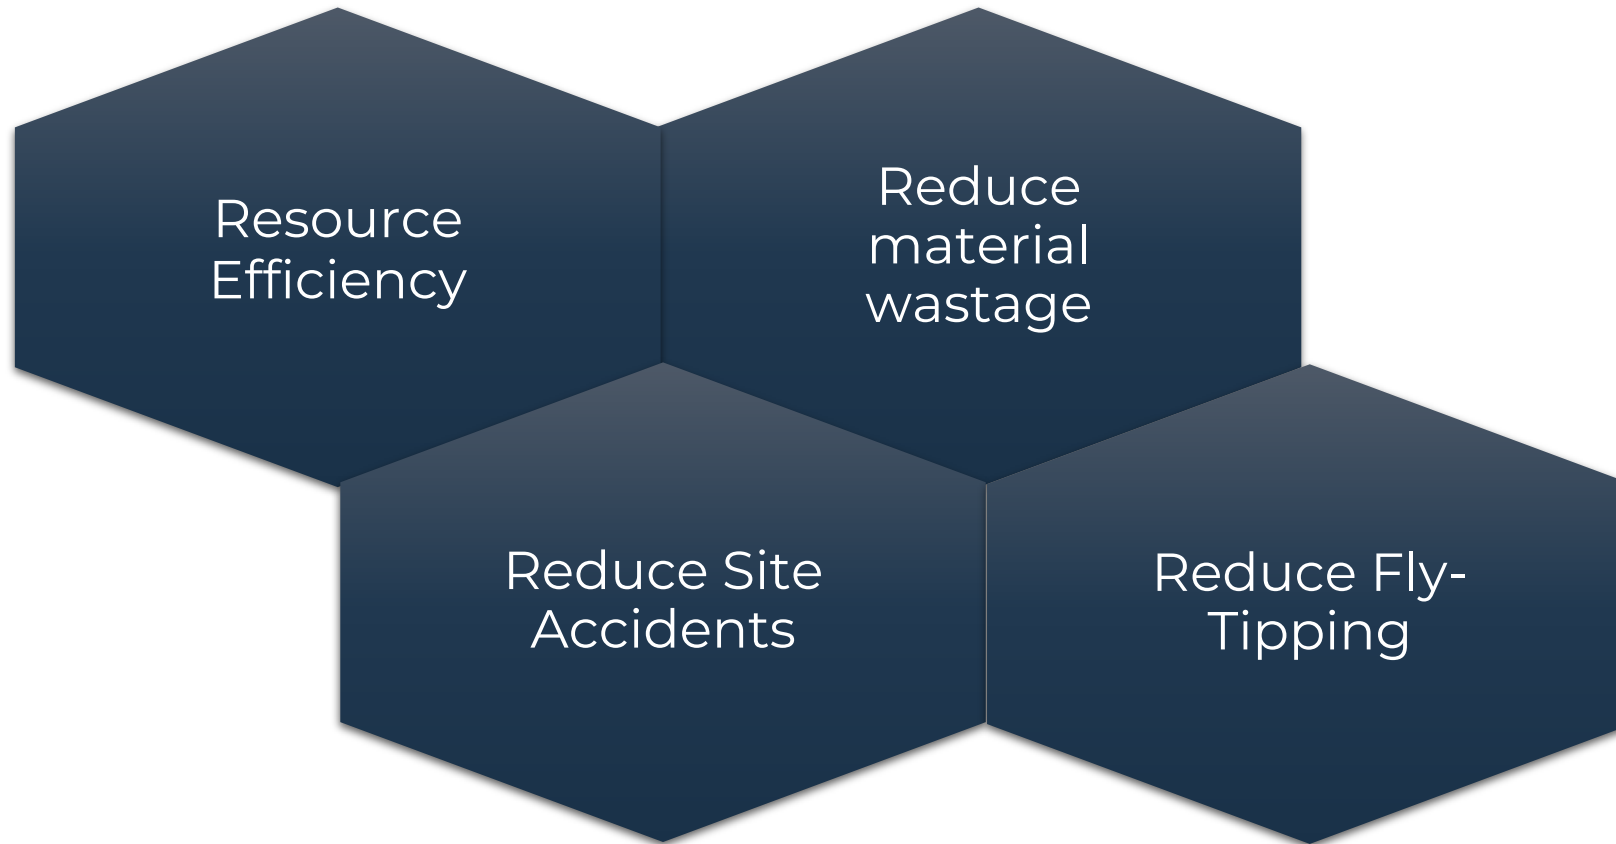 Resource
Efficiency
Reduce
material
wastage
Reduce Site
Accidents
Reduce Fly-
Tipping